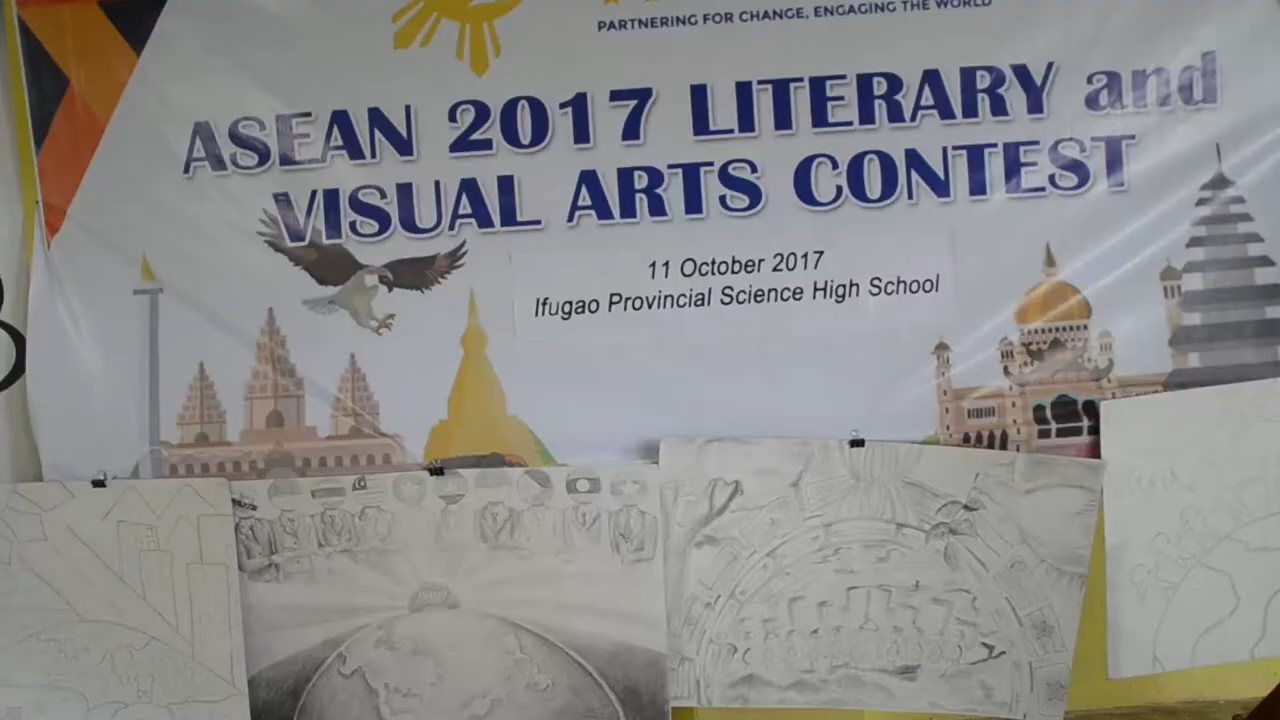 PARTNERING FOR CHANGE, ENGAGING THE WORLD
ASEAN 2017 LITERARY and
VISUAL ARTS CONTEST
11 October 2017
Ifugao Provincial Science High School